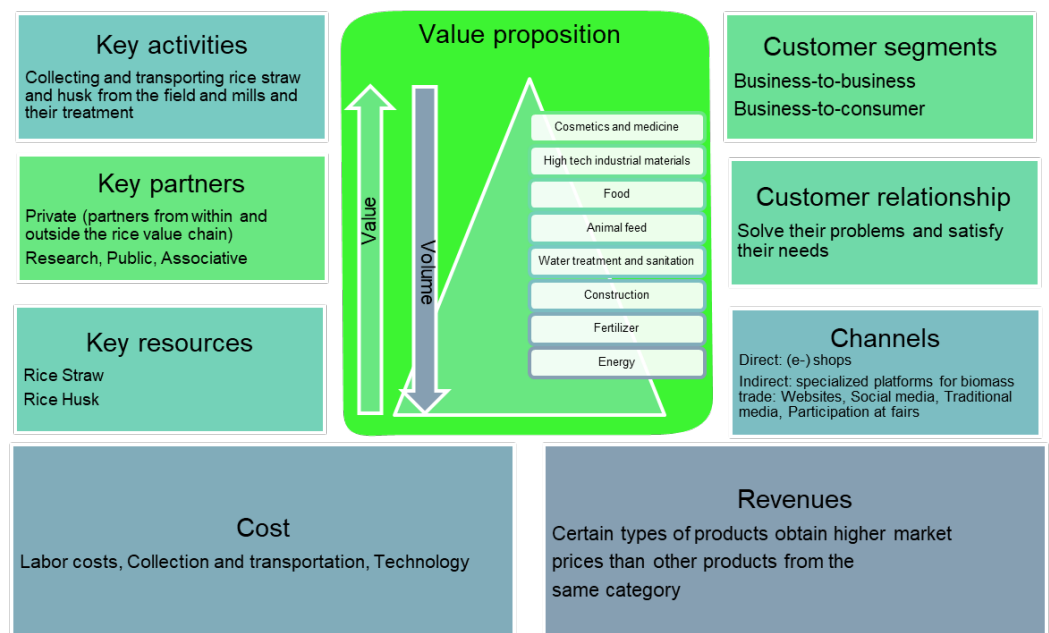 Key activities
Collecting and transporting rice straw
and husk from the field and mills and
their treatment
Key partners
Private (partners from within and
outside the rice value chain)
Research, Public, Associative
Key resources
Rice Straw
Rice Husk
Value proposition
Value
Volume
Cosmetics and medicine
High tech industrial materials
Food
Animal feed
Water treatment and sanitation
Construction
Fertilizer
Energy
Customer segments
Business-to-business
Business-to-consumer
Customer relationship
Solve their problems and satisfy
their needs
Channels
Direct: (e-) shops
Indirect: specialized platforms for biomass
trade: Websites, Social media, Traditional
media, Participation at fairs
Cost
Labor costs, Collection and transportation, Technology
Revenues
Certain types of products obtain higher market
prices than other products from the
same category